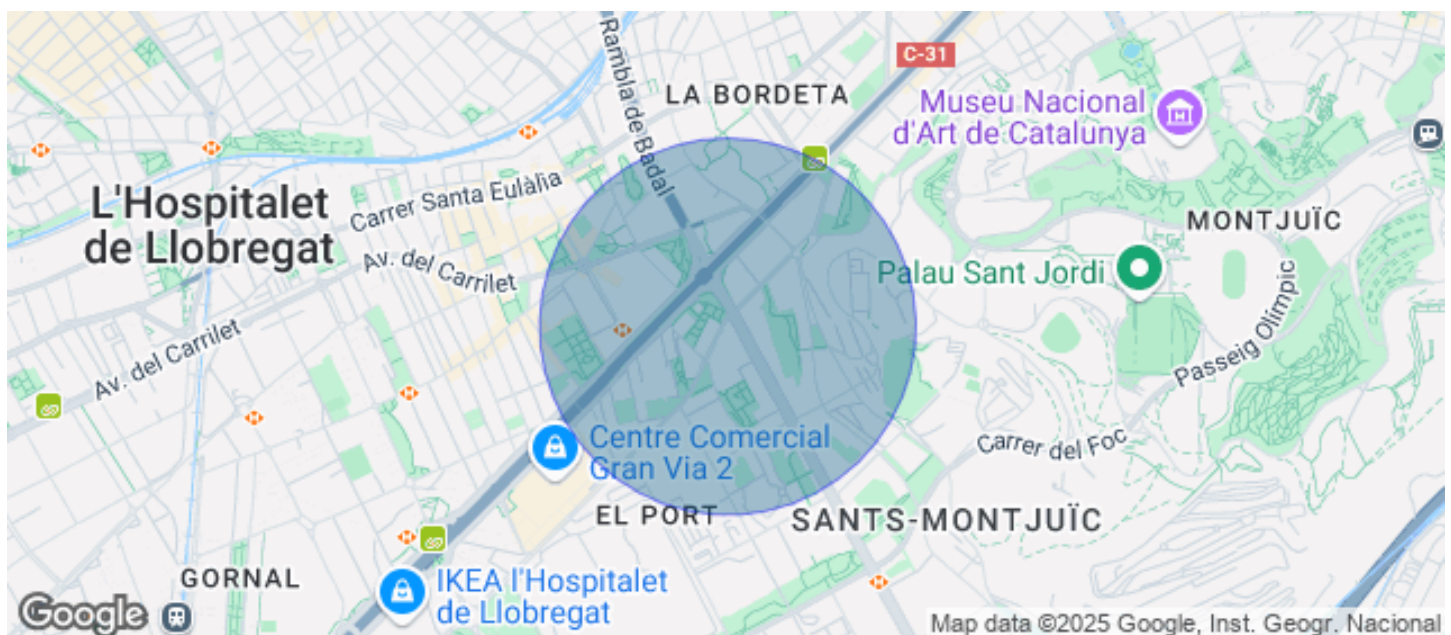 C-31
LA BORDETA
Rambla de Badal
Museu Nacional
d'Art de Catalunya
L'Hospitalet
de Llobregat
Carrer Santa Eulàlia
Av. del Carrilet
MONTJUÏC
Palau Sant Jordi
Passeig Olímpic
Av. del Carrilet
Centre Comercial
Gran Via 2
Carrer del Foc
EL PORT
SANTS-MONTJUÏC
GORNAL
IKEA l'Hospitalet
de Llobregat
Google
Map data ©2025 Google, Inst. Geogr. Nacional